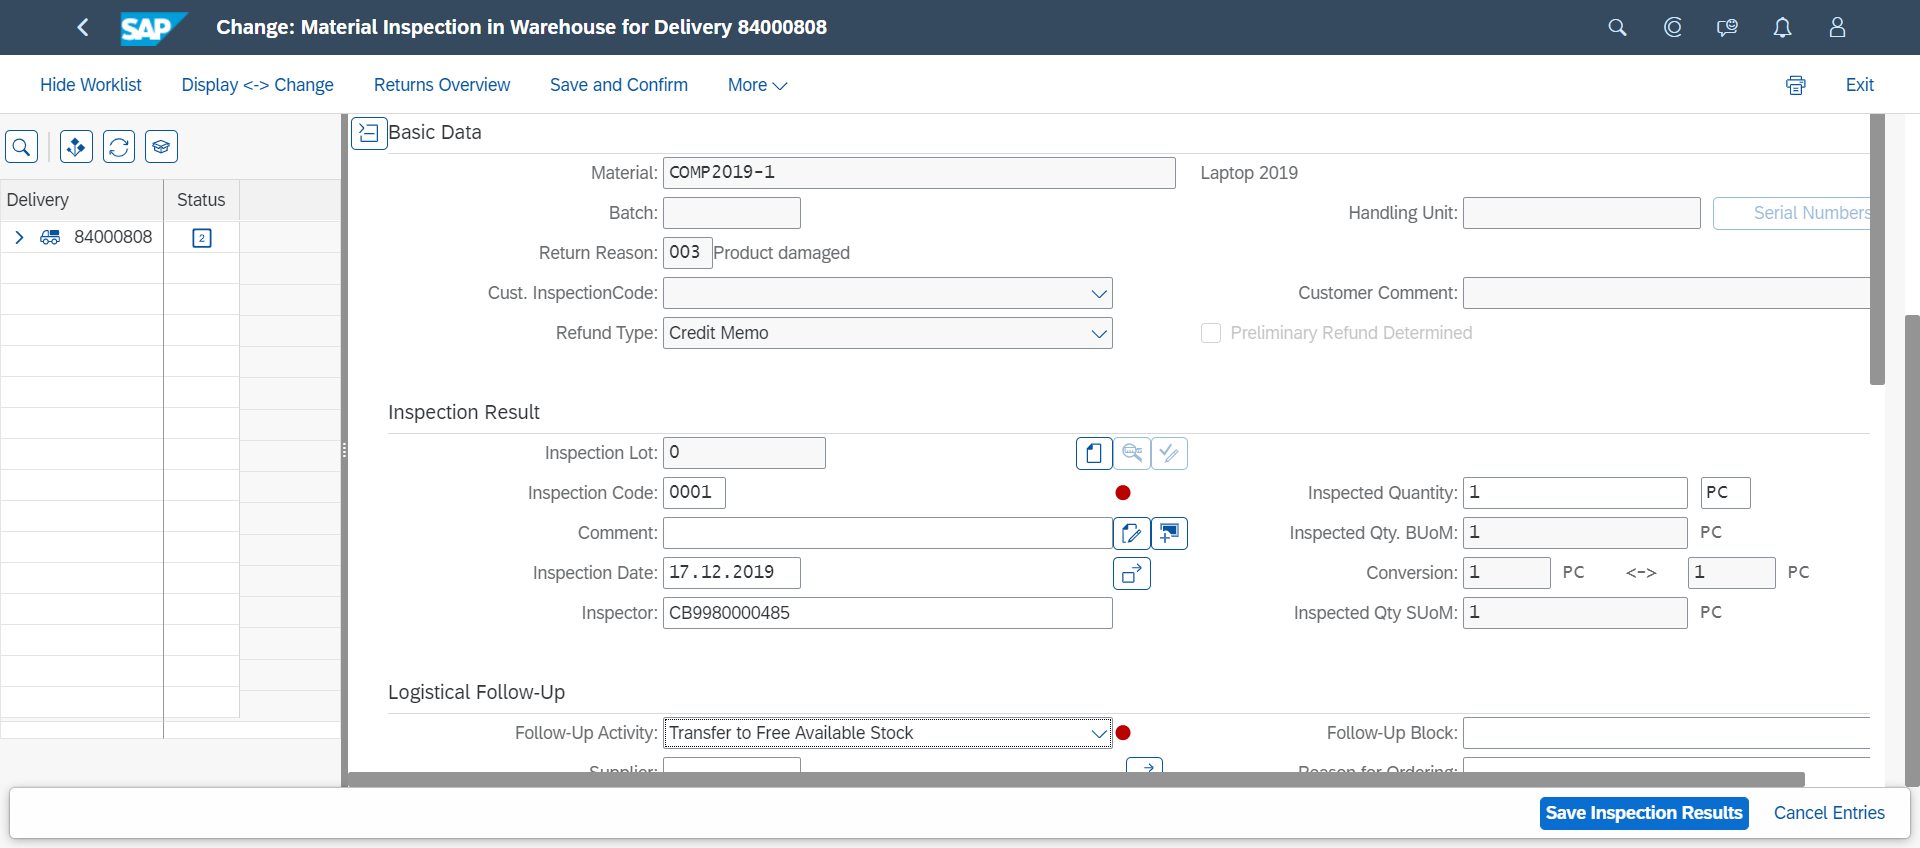 SAP Change: Material Inspection in Warehouse for Delivery 84000808
Hide Worklist Display <-> Change Returns Overview Save and Confirm More Exit
Basic Data
Material: COMP2019-1 Laptop 2019
Batch: Handling Unit: Serial Numbers
Delivery Status
84000808 2
Return Reason: 003 Product damaged
Cust. InspectionCode: Customer Comment:
Refund Type: Credit Memo Preliminary Refund Determined
Inspection Result
Inspection Lot: 0
Inspection Code: 0001 Inspected Quantity: 1 PC
Comment: Inspected Qty. BUoM: 1 PC
Inspection Date: 17.12.2019 Conversion: 1 PC <-> 1 PC
Inspector: CB9980000485 Inspected Qty SUoM: 1 PC
Logistical Follow-Up
Follow-Up Activity: Transfer to Free Available Stock Follow-Up Block:
Supplier: Reason for Ordering:
Save Inspection Results Cancel Entries